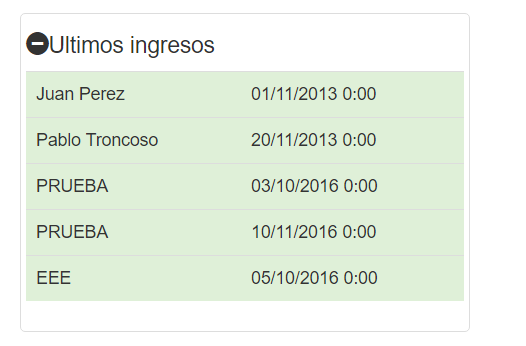 Ultimos ingresos
Juan Perez 01/11/2013 0:00
Pablo Troncoso 20/11/2013 0:00
PRUEBA 03/10/2016 0:00
PRUEBA 10/11/2016 0:00
EEE 05/10/2016 0:00